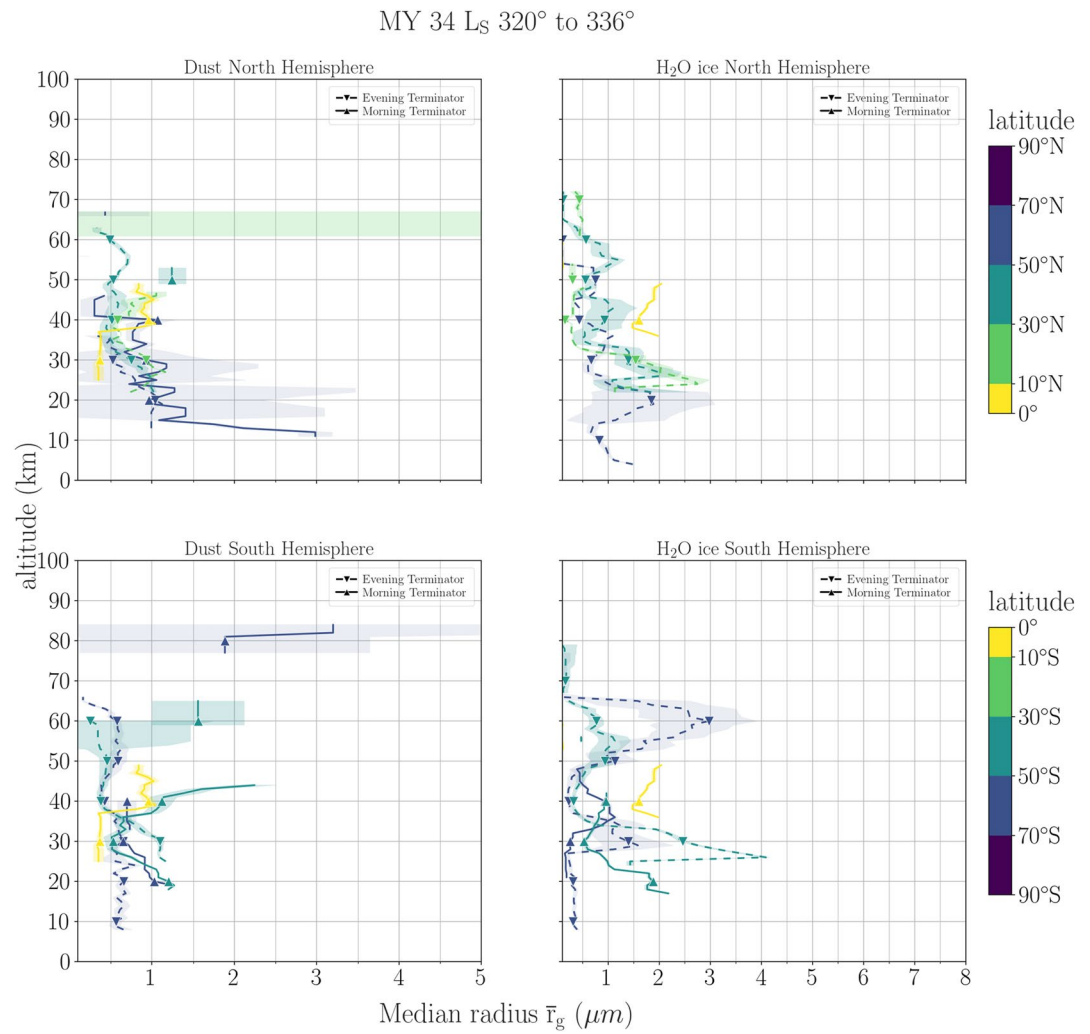 MY 34 L_S 320° to 336°
Dust North Hemisphere
H₂O ice North Hemisphere
Evening Terminator
Morning Terminator
Evening Terminator
Morning Terminator
100
90
80
70
60
50
40
30
20
10
0
latitude
90°N
70°N
50°N
30°N
10°N
0°
altitude (km)
Dust South Hemisphere
H₂O ice South Hemisphere
Evening Terminator
Morning Terminator
Evening Terminator
Morning Terminator
100
90
80
70
60
50
40
30
20
10
0
latitude
0°
10°S
30°S
50°S
70°S
90°S
1 2 3 4 5
1 2 3 4 5 6 7 8
Median radius r̄_g (μm)